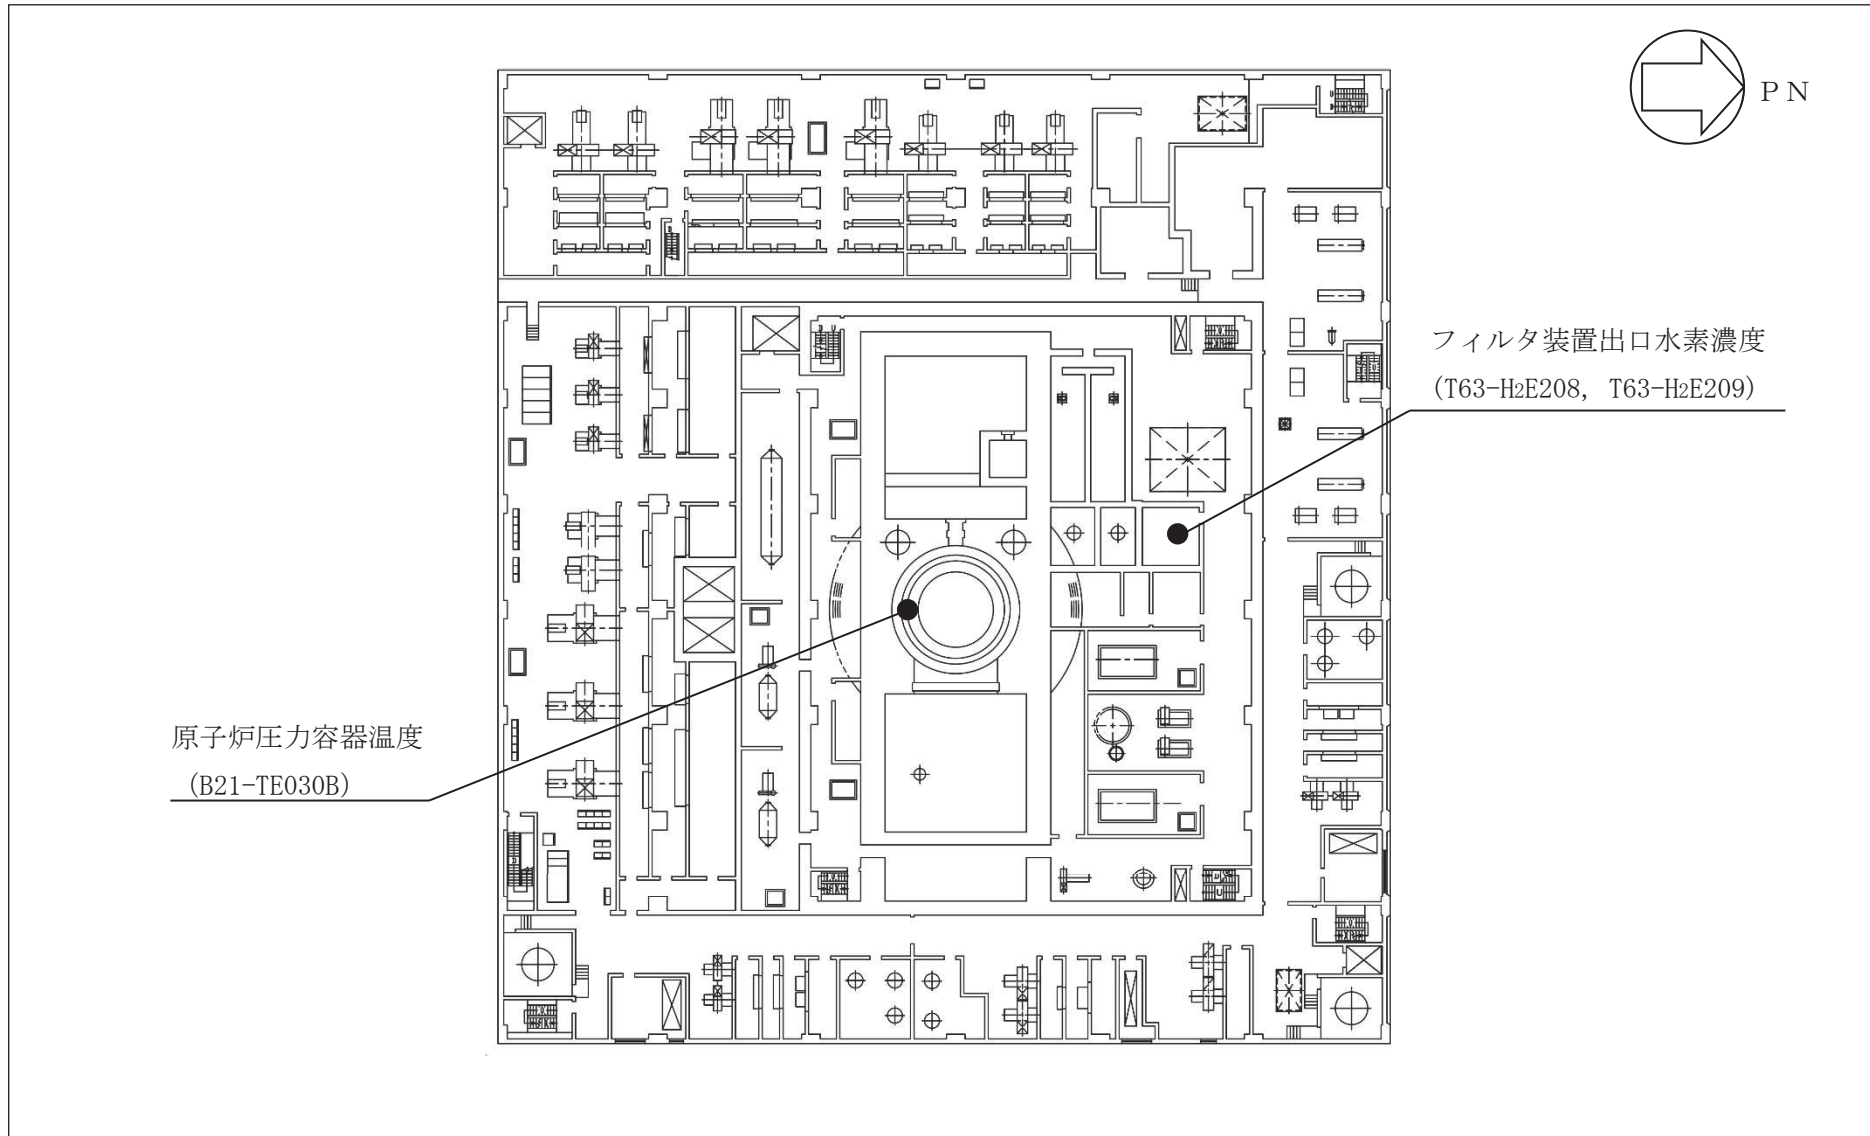 ＰＮ
フィルタ装置出口水素濃度
(T63-H2E208, T63-H2E209)
原子炉圧力容器温度
(B21-TE030B)